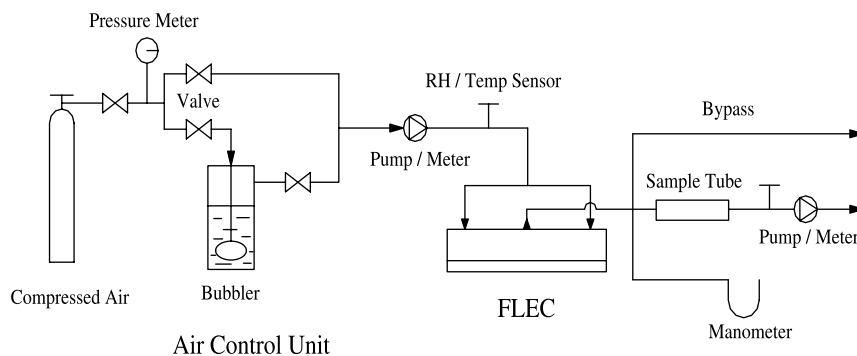 Pressure Meter
Valve
RH / Temp Sensor
Bypass
Pump / Meter
Sample Tube
Pump / Meter
Compressed Air
Bubbler
FLEC
Manometer
Air Control Unit